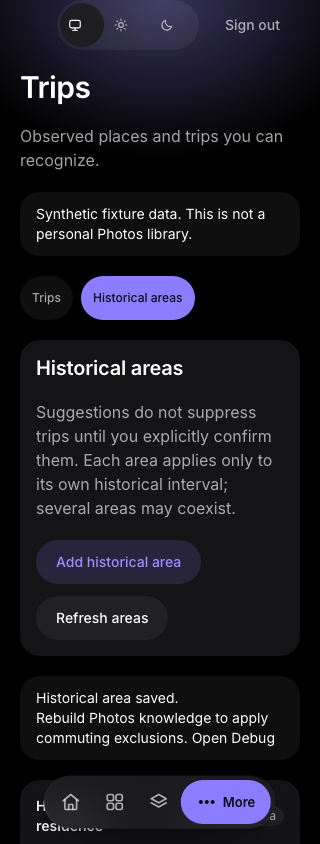 Sign out
Trips
Observed places and trips you can
recognize.
Synthetic fixture data. This is not a
personal Photos library.
Trips
Historical areas
Historical areas
Suggestions do not suppress
trips until you explicitly confirm
them. Each area applies only to
its own historical interval;
several areas may coexist.
Add historical area
Refresh areas
Historical area saved.
Rebuild Photos knowledge to apply
commuting exclusions. Open Debug
More
residence